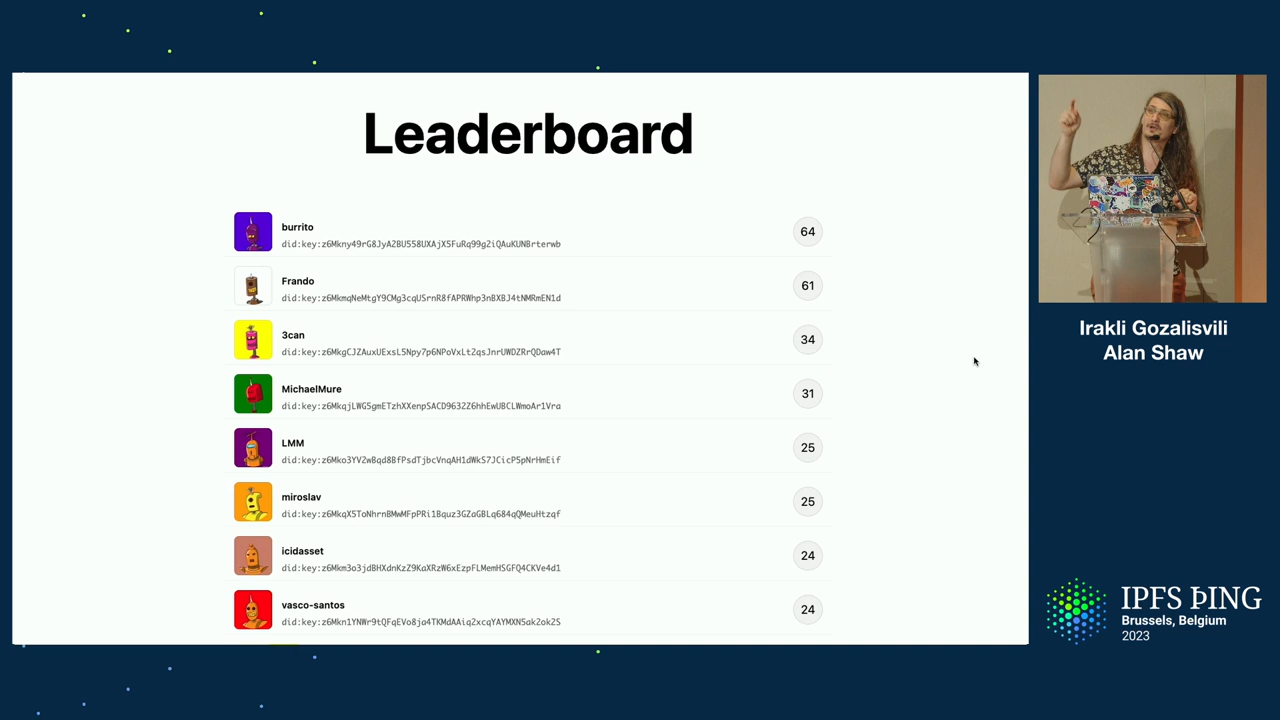 Leaderboard
burrito
did:key:z6Mkny49rG8JyA2BU558UXAjX5FuRq99g2iQAuKUNBrterwb
64
Frando
did:key:z6MkmqNeMtgY9CMg3cqUSrnR8fAPRWhp3nBXBJ4tNMRmEN1d
61
3can
did:key:z6MkgCJZAuxUExsL5Npy7p6NPoVxLt2qsJnrUWDZRrQDaw4T
34
MichaelMure
did:key:z6MkqjLWG5gmETzhXXenpSACD9632Z6hhEwUBCLWmoAr1Vra
31
LMM
did:key:z6Mko3YV2wBqd8BfPsdTjbcVnqAH1dWkS7JCicP5pNrHmEif
25
miroslav
did:key:z6MkqX5ToNhrnBMwMFpPRi1Bquz3GZaGBLq684qQMeuHtzqf
25
icidasset
did:key:z6Mkm3o3jdBHXdnKzZ9KaXRzW6xEzpFLMemHSGFQ4CKVe4d1
24
vasco-santos
did:key:z6Mkn1YNWr9tQFqEVo8ja4TKMdAAiq2xcqYAYMXN5ak2ok2S
24
Irakli Gozalisvili
Alan Shaw
IPFS ÞING
Brussels, Belgium
2023